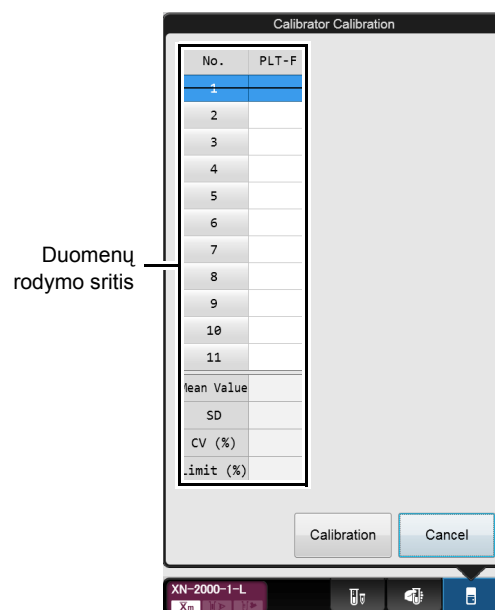 Calibrator Calibration
No. PLT-F
1
2
3
4
5
6
7
8
9
10
11
Mean Value
SD
CV (%)
Limit (%)
Duomenų
rodymo sritis
Calibration Cancel
XN-2000-1-L
Xm